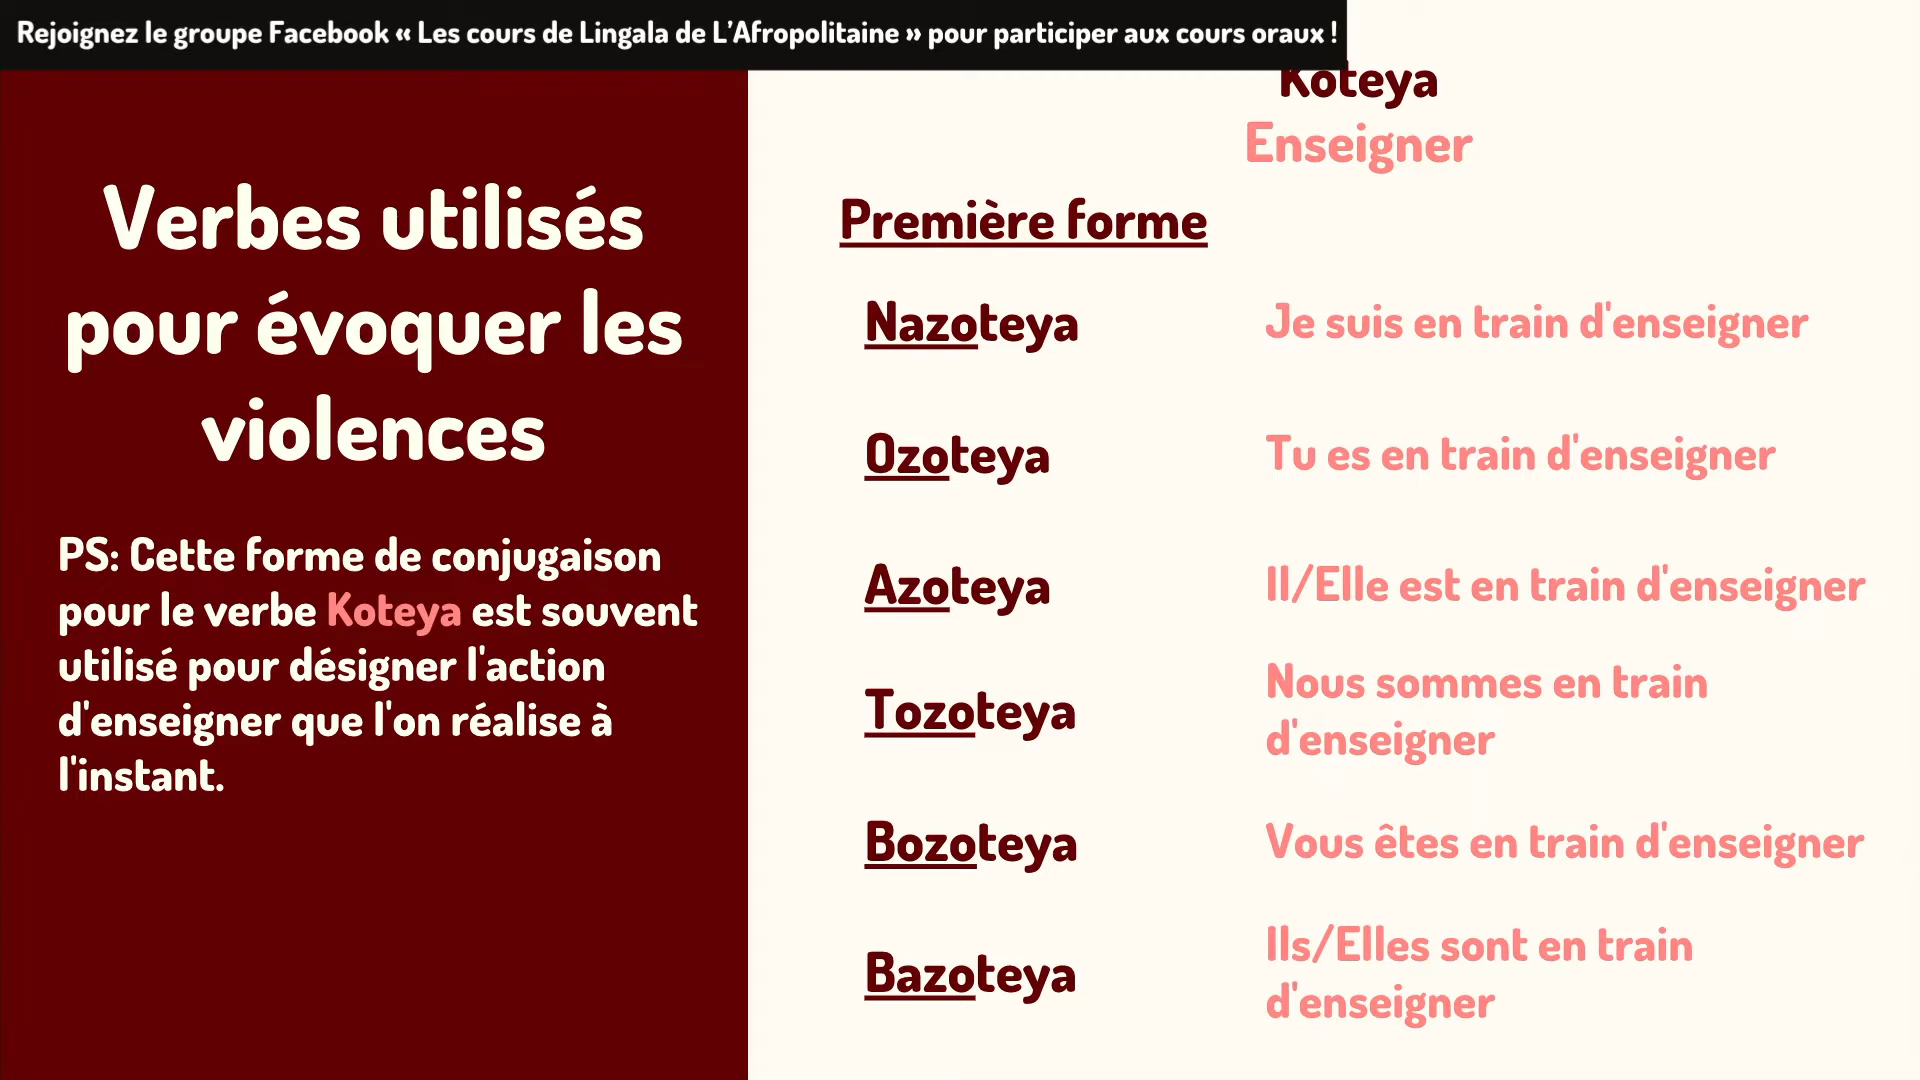 Rejoignez le groupe Facebook « Les cours de Lingala de L’Afropolitaine » pour participer aux cours oraux !
Verbes utilisés
pour évoquer les
violences
PS: Cette forme de conjugaison
pour le verbe Koteya est souvent
utilisé pour désigner l'action
d'enseigner que l'on réalise à
l'instant.
Koteya
Enseigner
Première forme
Nazoteya Je suis en train d'enseigner
Ozoteya Tu es en train d'enseigner
Azoteya Il/Elle est en train d'enseigner
Tozoteya Nous sommes en train
d'enseigner
Bozoteya Vous êtes en train d'enseigner
Bazoteya Ils/Elles sont en train
d'enseigner